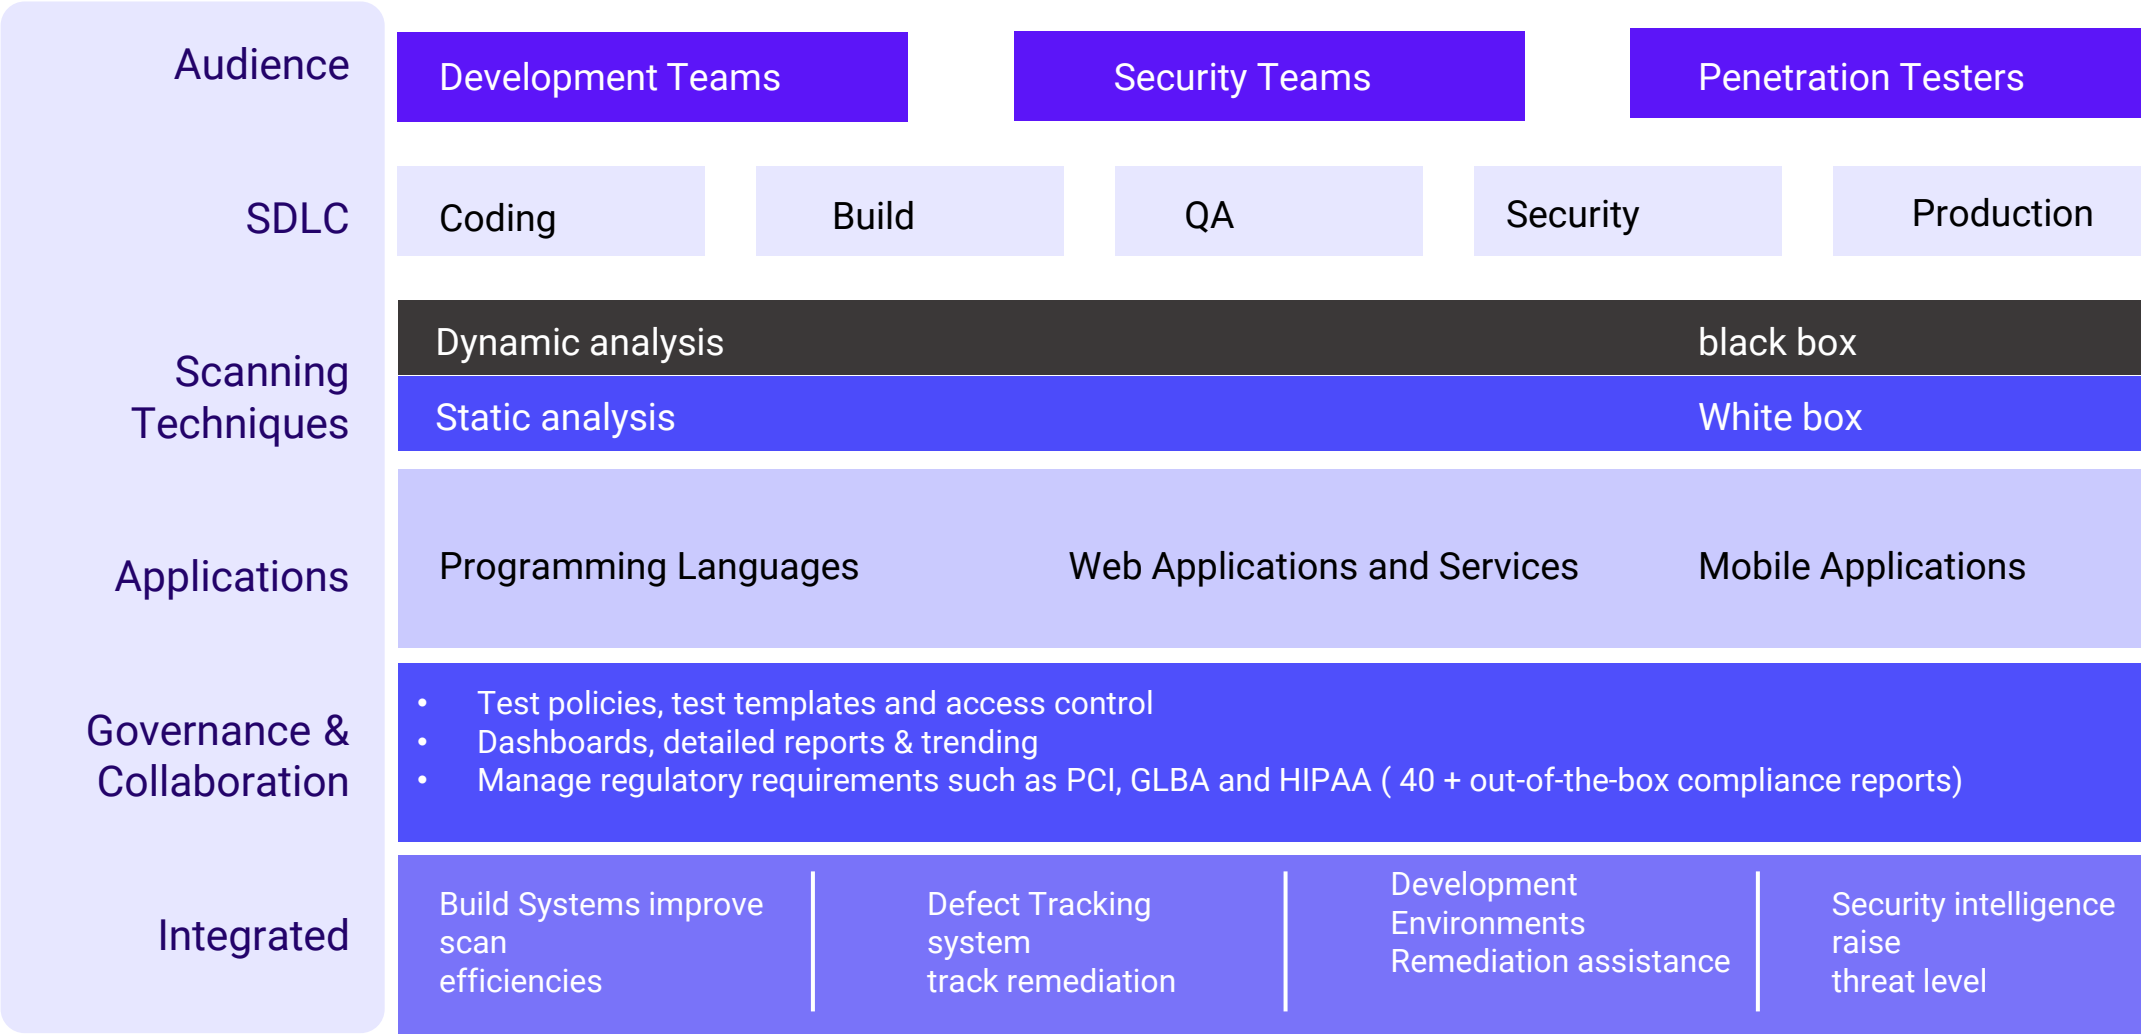 Audience
Development Teams
Security Teams
Penetration Testers
SDLC
Coding
Build
QA
Security
Production
Scanning
Techniques
Dynamic analysis
black box
Static analysis
White box
Applications
Programming Languages
Web Applications and Services
Mobile Applications
Governance &
Collaboration
• Test policies, test templates and access control
• Dashboards, detailed reports & trending
• Manage regulatory requirements such as PCI, GLBA and HIPAA ( 40 + out-of-the-box compliance reports)
Integrated
Build Systems improve
scan
efficiencies
Defect Tracking
system
track remediation
Development
Environments
Remediation assistance
Security intelligence
raise
threat level